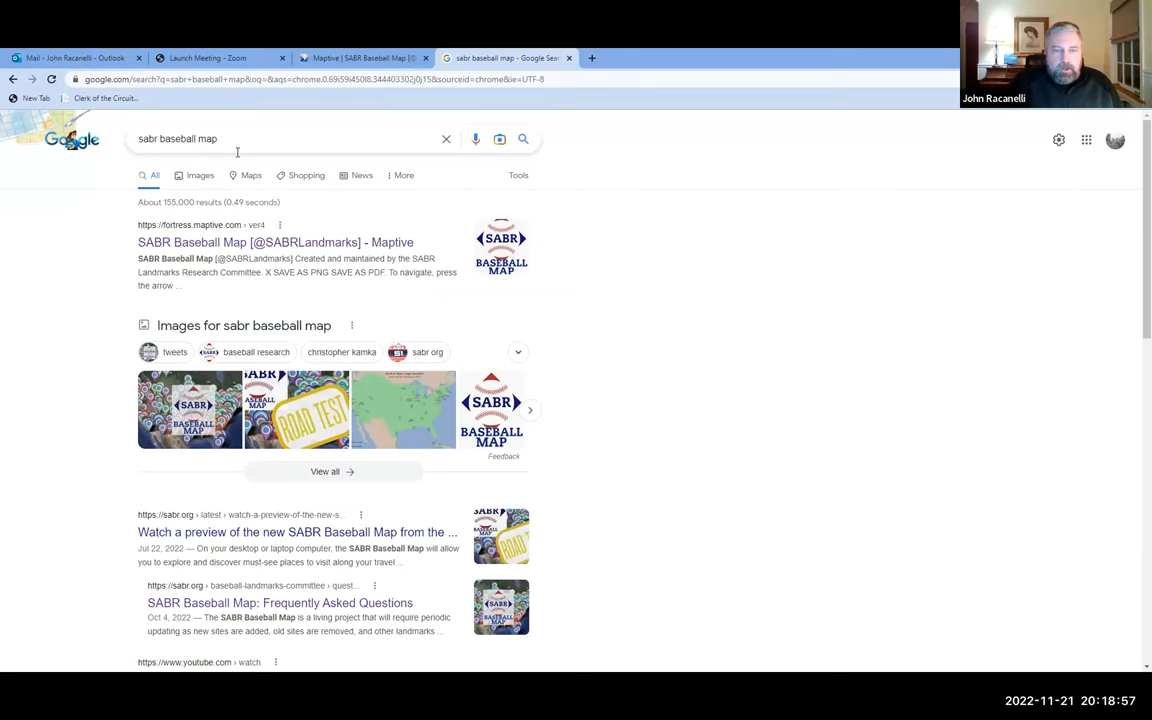 Mail - John Racanelli - Outlook
Launch Meeting - Zoom
Maptive | SABR Baseball Map [@
sabr baseball map - Google Sea
google.com/search?q=sabr+baseball+map&oq=&aqs=chrome.0.69i59i450l8.344403302j0j15&sourceid=chrome&ie=UTF-8
New Tab
Clerk of the Circuit...
John Racanelli
Google
sabr baseball map
All
Images
Maps
Shopping
News
More
Tools
About 155,000 results (0.49 seconds)
https://fortress.maptive.com › ver4
SABR Baseball Map [@SABRLandmarks] - Maptive
SABR Baseball Map [@SABRLandmarks] Created and maintained by the SABR
Landmarks Research Committee. X SAVE AS PNG SAVE AS PDF. To navigate, press
the arrow ...
SABR
BASEBALL
MAP
Images for sabr baseball map
tweets
baseball research
christopher kamka
sabr org
SABR
BASEBALL
MAP
SABR
BASEBALL
MAP
ROAD TEST
SABR
BASEBALL
MAP
Feedback
View all
https://sabr.org › latest › watch-a-preview-of-the-new-s...
Watch a preview of the new SABR Baseball Map from the ...
Jul 22, 2022 — On your desktop or laptop computer, the SABR Baseball Map will allow
you to explore and discover must-see places to visit along your travel ...
https://sabr.org › baseball-landmarks-committee › quest...
SABR Baseball Map: Frequently Asked Questions
Oct 4, 2022 — The SABR Baseball Map is a living project that will require periodic
updating as new sites are added, old sites are removed, and other landmarks ...
https://www.youtube.com › watch
2022-11-21 20:18:57